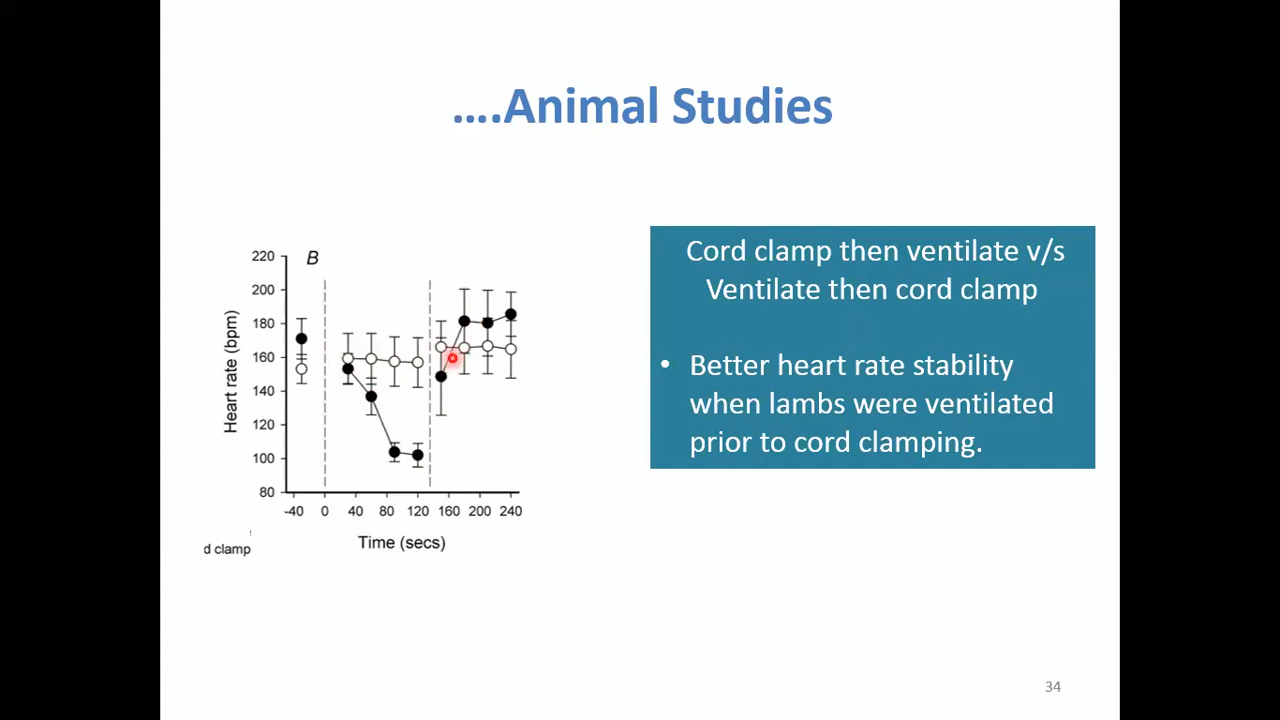 ....Animal Studies
220
B
200
180
160
140
120
100
80
Heart rate (bpm)
-40 0 40 80 120 160 200 240
Time (secs)
d clamp
Cord clamp then ventilate v/s
Ventilate then cord clamp
• Better heart rate stability
when lambs were ventilated
prior to cord clamping.
34